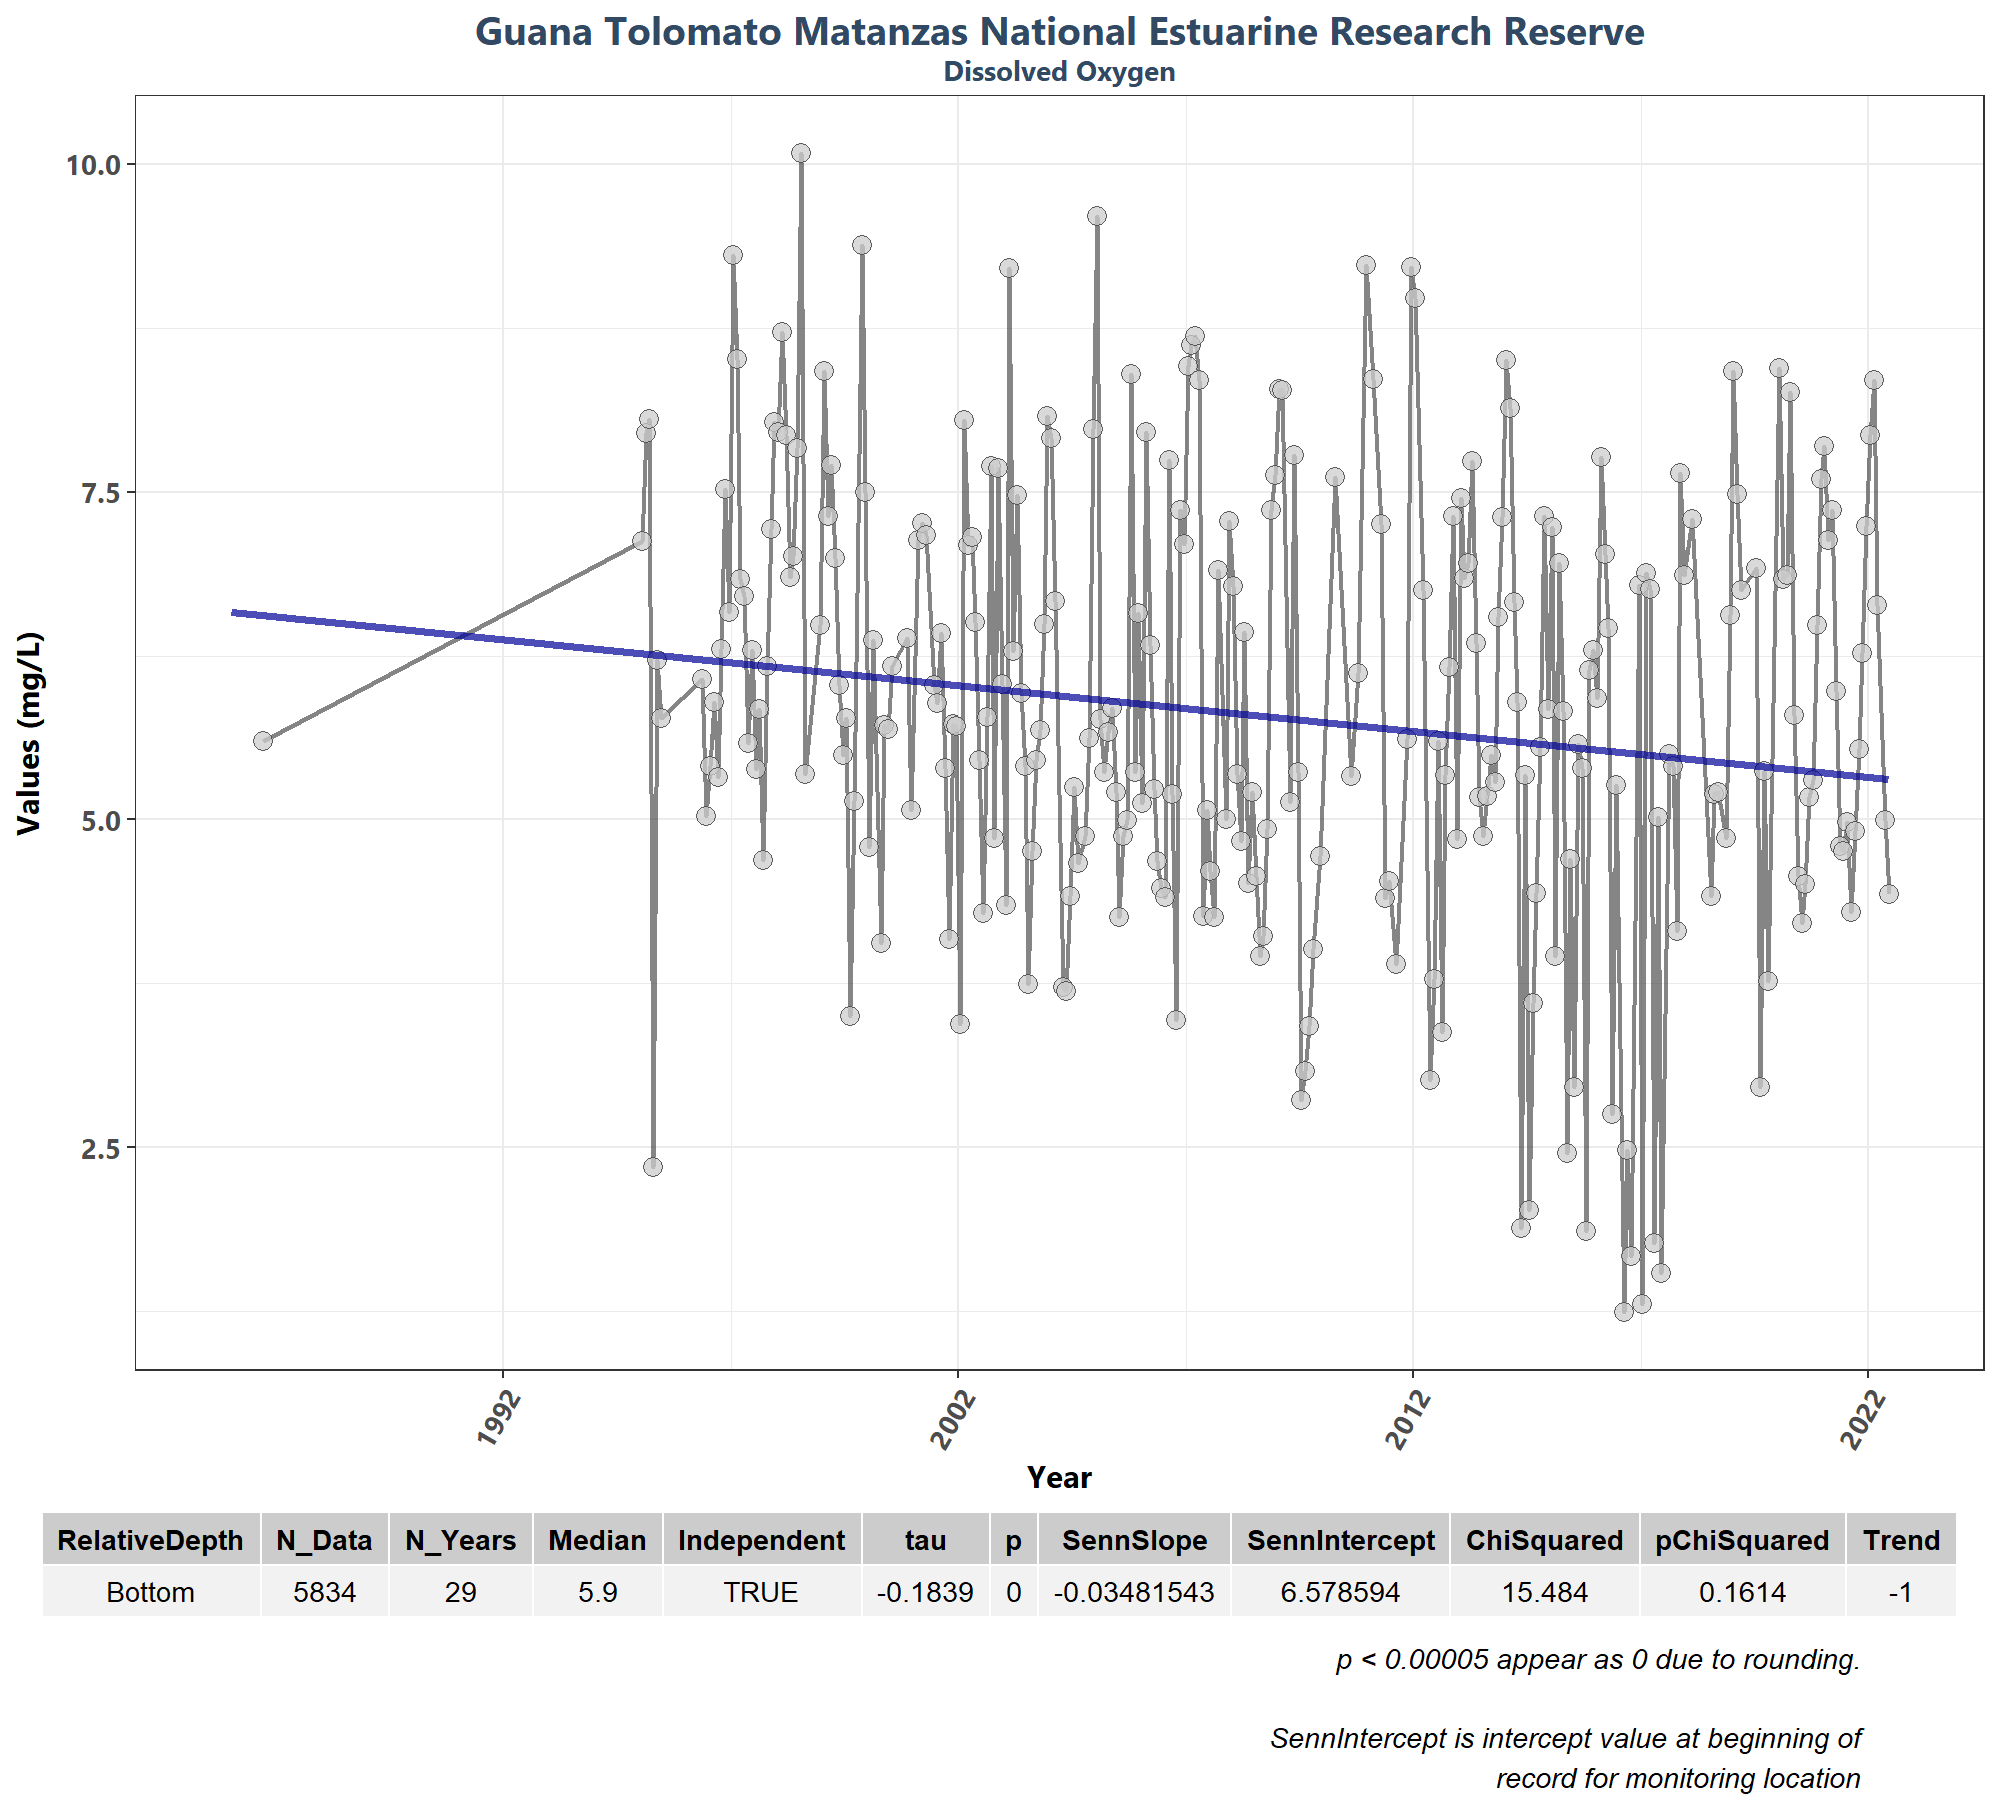 Guana Tolomato Matanzas National Estuarine Research Reserve
Dissolved Oxygen
Values (mg/L)
10.0
7.5
5.0
2.5
1992 2002 2012 2022
Year
RelativeDepth N_Data N_Years Median Independent tau p SennSlope SennIntercept ChiSquared pChiSquared Trend
Bottom 5834 29 5.9 TRUE -0.1839 0 -0.03481543 6.578594 15.484 0.1614 -1
p < 0.00005 appear as 0 due to rounding.
SennIntercept is intercept value at beginning of
record for monitoring location